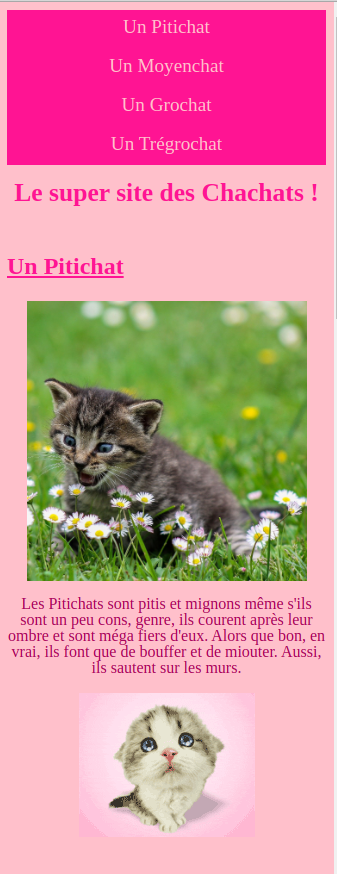 Un Pitichat
Un Moyenchat
Un Grochat
Un Trégrochat
Le super site des Chachats !
Un Pitichat
Les Pitichats sont pitis et mignons même s'ils
sont un peu cons, genre, ils courent après leur
ombre et sont méga fiers d'eux. Alors que bon, en
vrai, ils font que de bouffer et de miouter. Aussi,
ils sautent sur les murs.